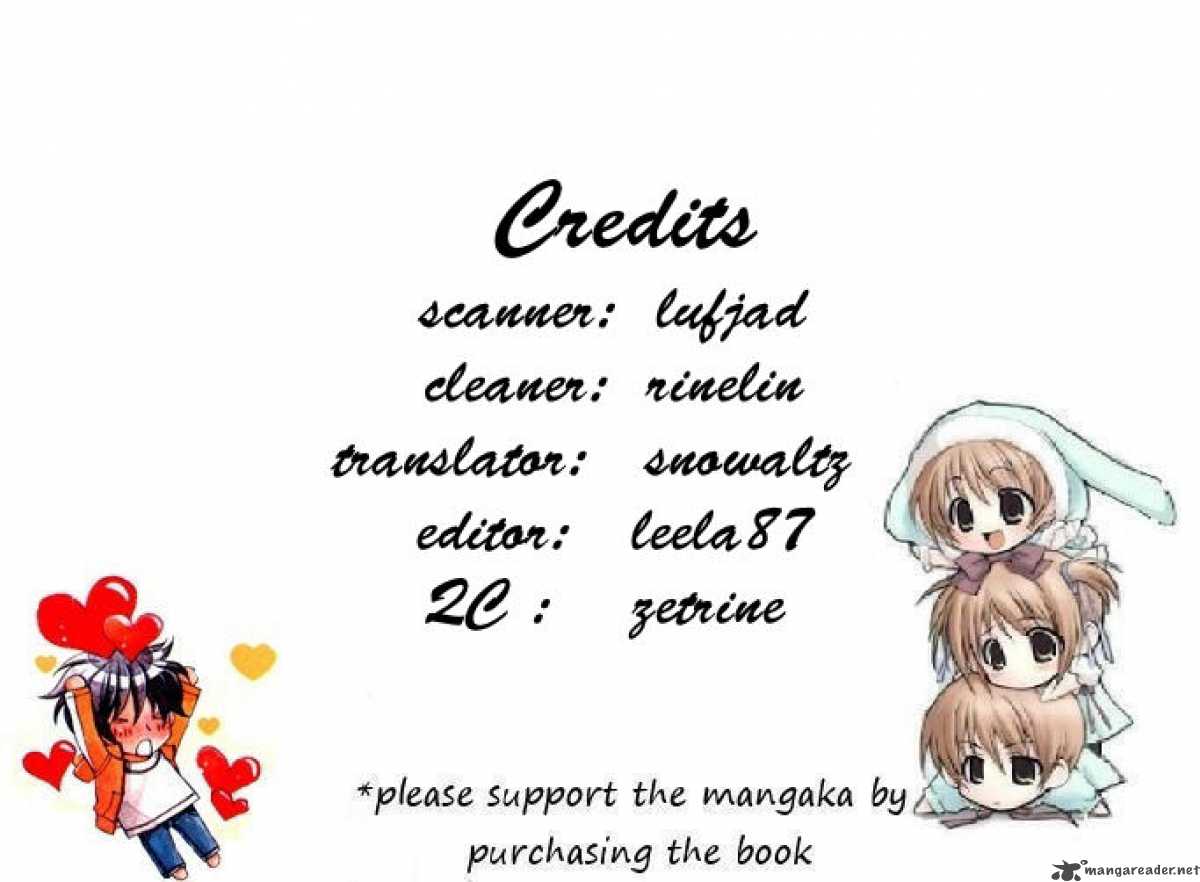 Credits
scanner: lufjad
cleaner: rinelin
translator: snowaltz
editor: leela87
QC : zetrine
*please support the mangaka by
purchasing the book
mangareader.net